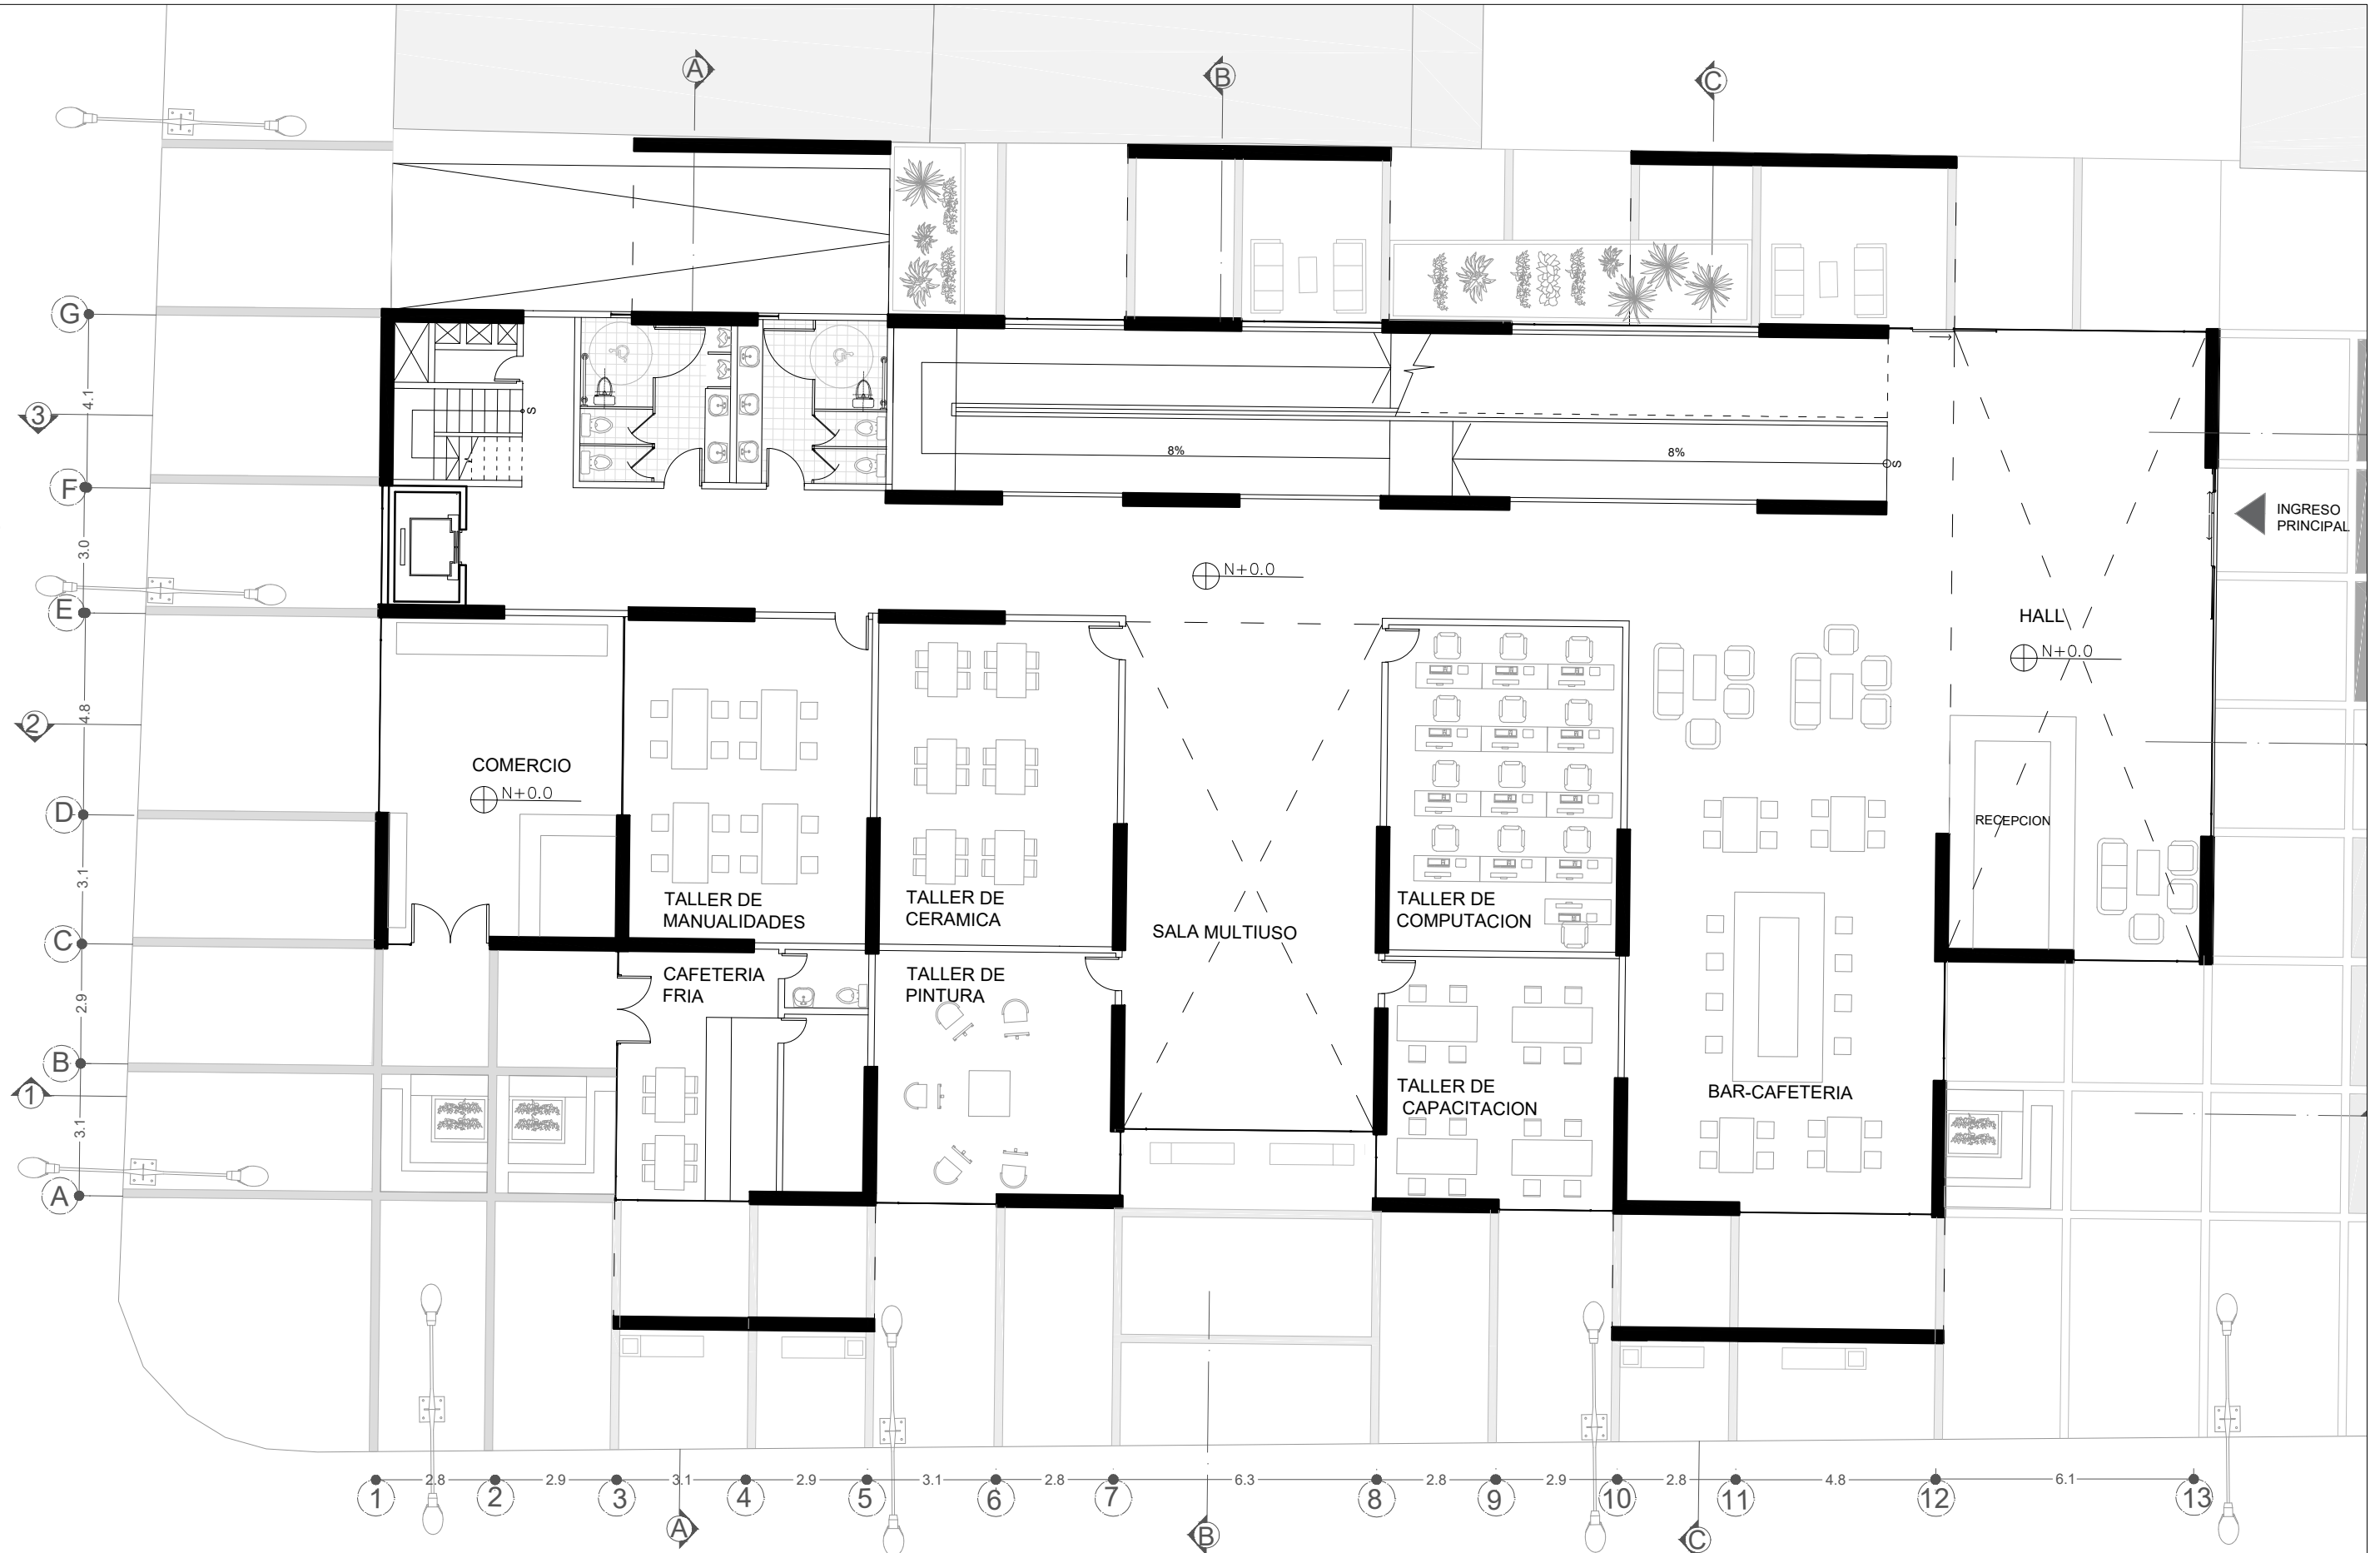 A
B
C
G
4.1
S
3
8%
8%
S
F
INGRESO
PRINCIPAL
3.0
N+0.0
E
HALL
N+0.0
4.8
2
COMERCIO
N+0.0
D
RECEPCION
3.1
TALLER DE
MANUALIDADES
TALLER DE
CERAMICA
TALLER DE
COMPUTACION
SALA MULTIUSO
C
CAFETERIA
FRIA
TALLER DE
PINTURA
2.9
B
1
TALLER DE
CAPACITACION
BAR-CAFETERIA
3.1
A
2.8
2.9
3.1
2.9
3.1
2.8
6.3
2.8
2.9
2.8
4.8
6.1
1
2
3
4
5
6
7
8
9
10
11
12
13
A
B
C